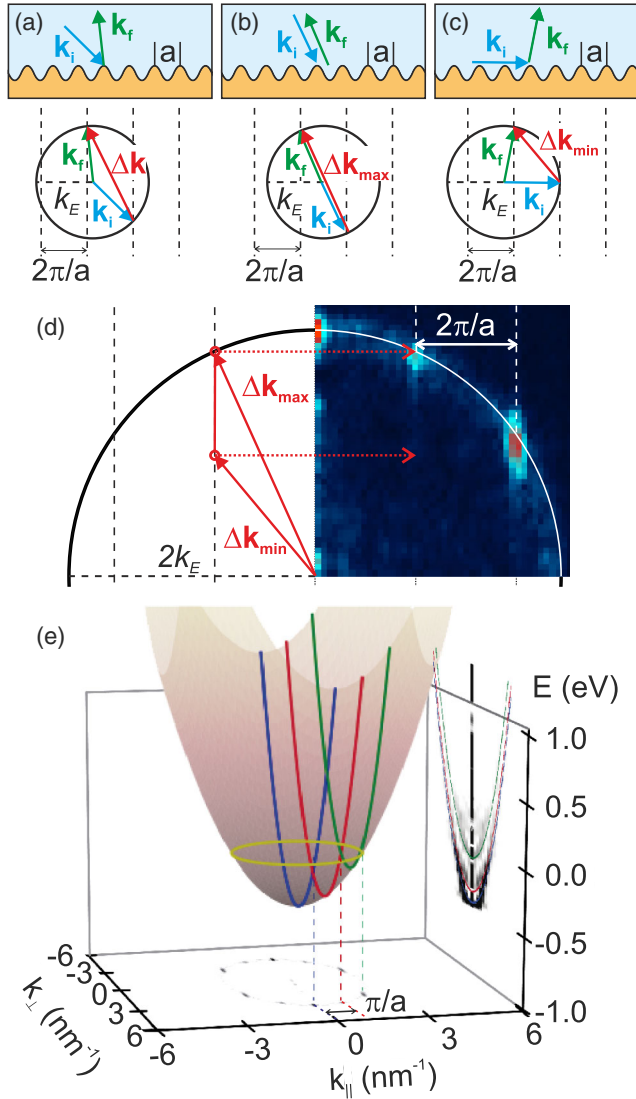 (a)
k_f
k_i
a
(b)
k_i
k_f
a
(c)
k_i
k_f
a
k_f
Δk
k_E
k_i
2π/a
k_f
Δk_max
k_E
k_i
2π/a
k_f
Δk_min
k_E
k_i
2π/a
(d)
2π/a
Δk_max
Δk_min
2k_E
(e)
E (eV)
1.0
0.5
0.0
-0.5
-1.0
-6
-3
0
3
6
k_⊥ (nm⁻¹)
π/a
-6
-3
0
3
6
k_∥ (nm⁻¹)